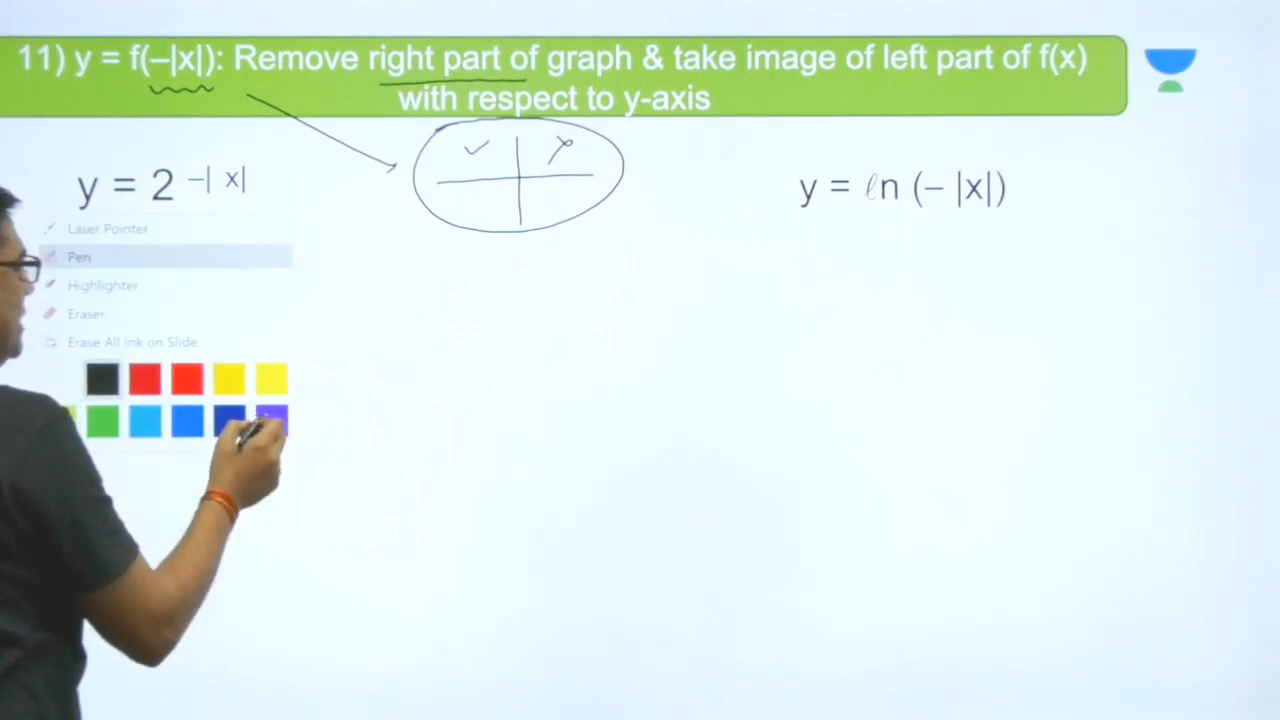 11) y = f(–|x|): Remove right part of graph & take image of left part of f(x)
with respect to y-axis
y = 2 –| x|
y = ℓn (– |x|)
Laser Pointer
Pen
Highlighter
Eraser
Erase All Ink on Slide